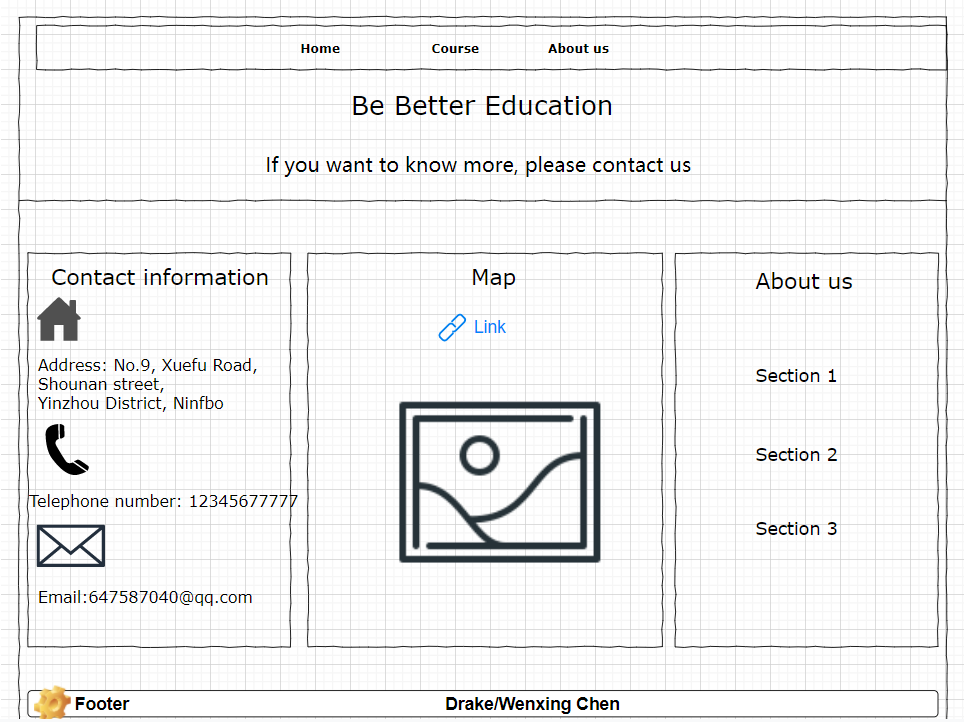 Home Course About us
Be Better Education
If you want to know more, please contact us
Contact information
Address: No.9, Xuefu Road,
Shounan street,
Yinzhou District, Ninfbo
Telephone number: 12345677777
Email:647587040@qq.com
Map
Link
About us
Section 1
Section 2
Section 3
Footer
Drake/Wenxing Chen